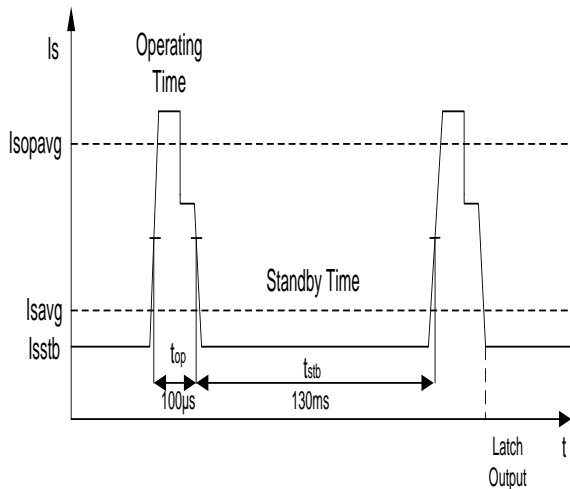 Is
Operating
Time
Isopavg
Standby Time
Isavg
Isstb
top
tstb
100µs
130ms
t
Latch
Output